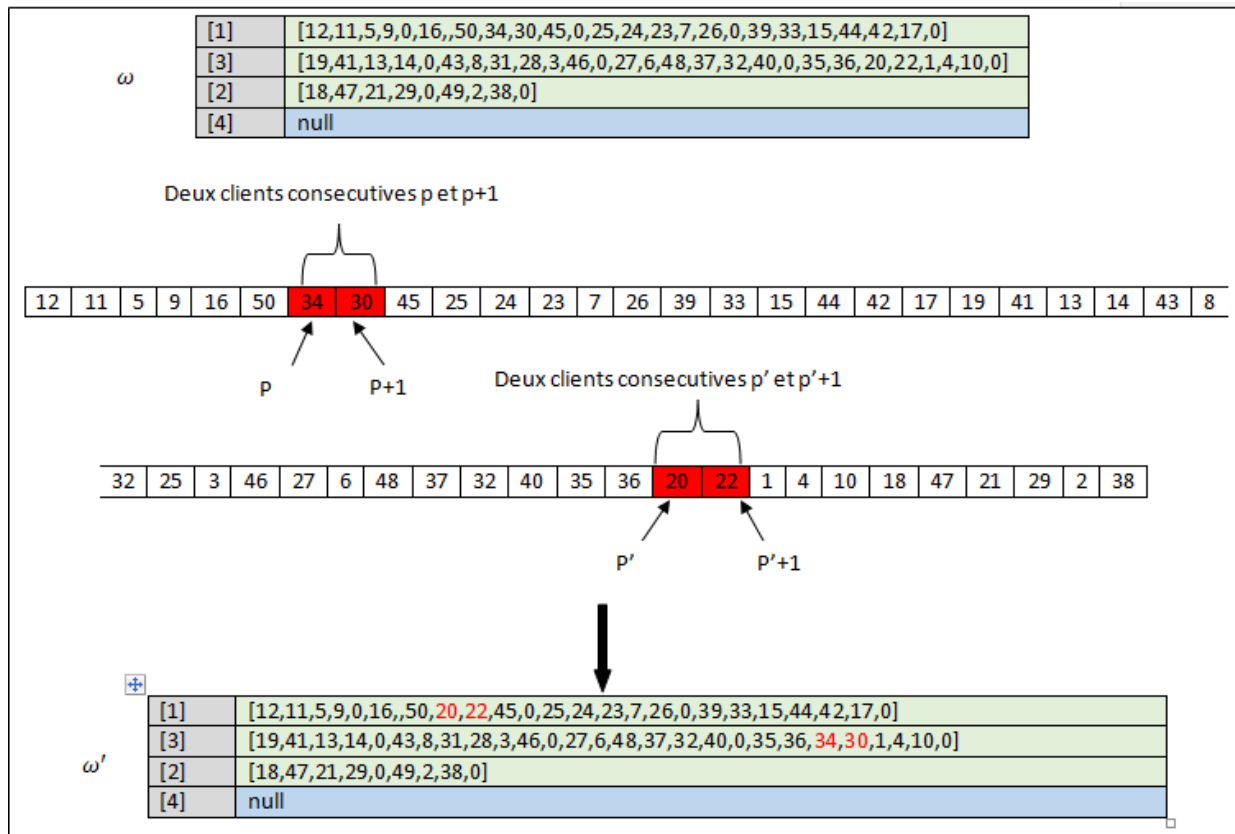 [1] [12,11,5,9,0,16,,50,34,30,45,0,25,24,23,7,26,0,39,33,15,44,42,17,0]
[3] [19,41,13,14,0,43,8,31,28,3,46,0,27,6,48,37,32,40,0,35,36,20,22,1,4,10,0]
ω
[2] [18,47,21,29,0,49,2,38,0]
[4] null
Deux clients consecutives p et p+1
12 11 5 9 16 50 34 30 45 25 24 23 7 26 39 33 15 44 42 17 19 41 13 14 43 8
P P+1
Deux clients consecutives p' et p'+1
32 25 3 46 27 6 48 37 32 40 35 36 20 22 1 4 10 18 47 21 29 2 38
P' P'+1
[1] [12,11,5,9,0,16,,50,20,22,45,0,25,24,23,7,26,0,39,33,15,44,42,17,0]
[3] [19,41,13,14,0,43,8,31,28,3,46,0,27,6,48,37,32,40,0,35,36,34,30,1,4,10,0]
ω'
[2] [18,47,21,29,0,49,2,38,0]
[4] null